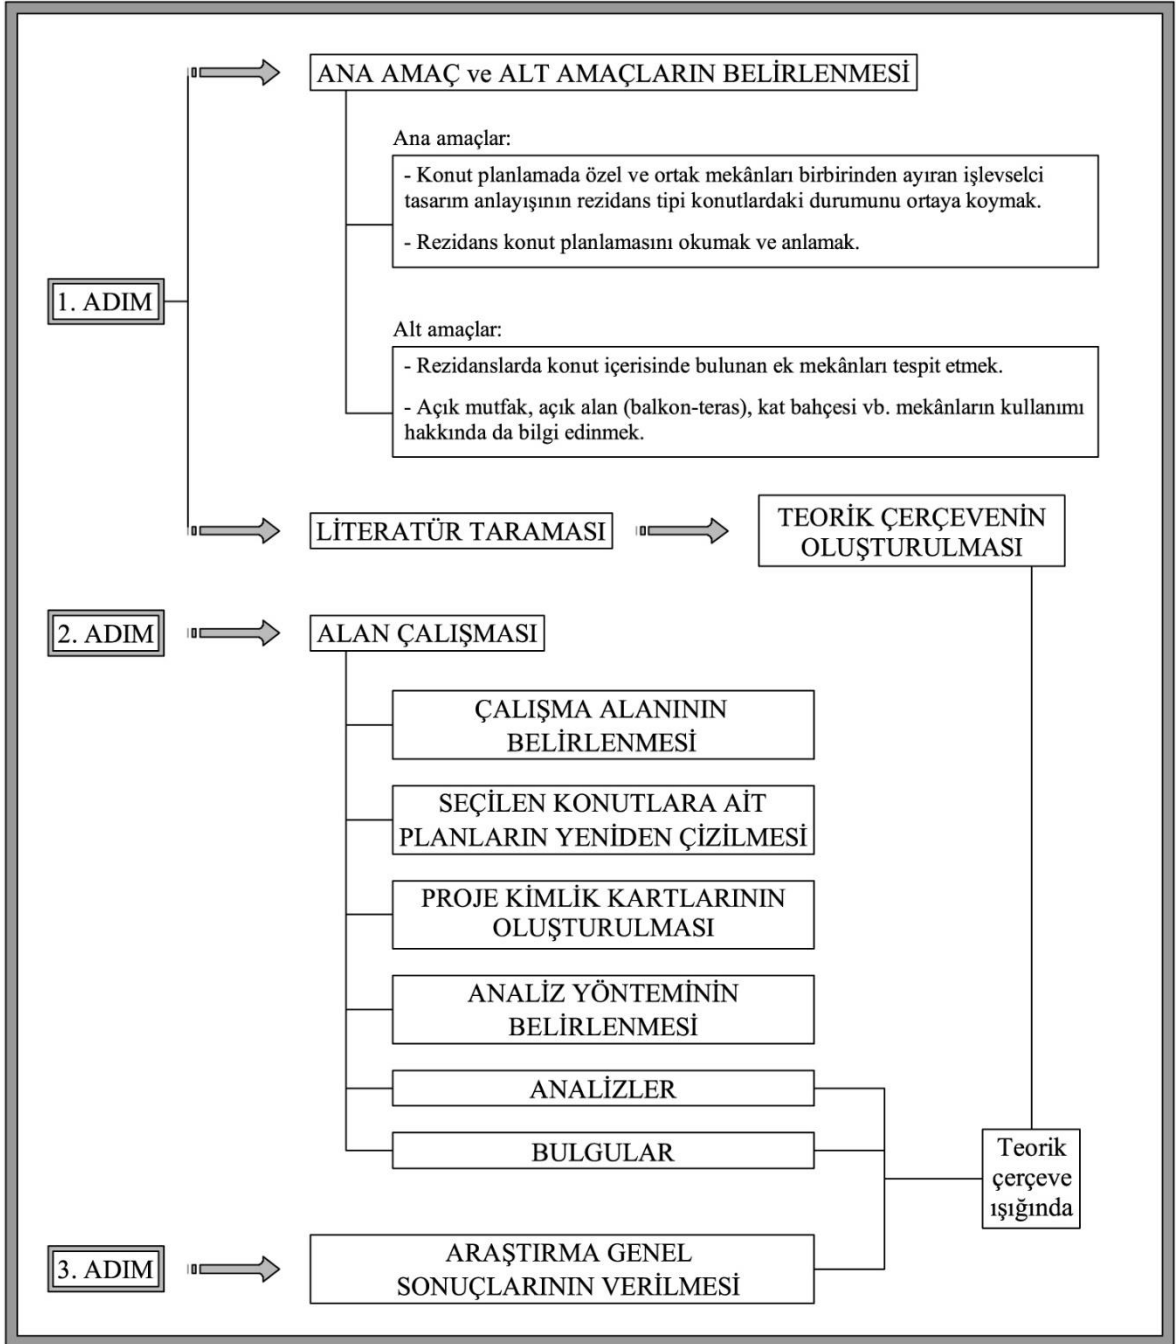 ANA AMAÇ ve ALT AMAÇLARIN BELİRLENMESİ
Ana amaçlar:
- Konut planlamada özel ve ortak mekânları birbirinden ayıran işlevselci
tasarım anlayışının rezidans tipi konutlardaki durumunu ortaya koymak.
- Rezidans konut planlamasını okumak ve anlamak.
1. ADIM
Alt amaçlar:
- Rezidanslarda konut içerisinde bulunan ek mekânları tespit etmek.
- Açık mutfak, açık alan (balkon-teras), kat bahçesi vb. mekânların kullanımı
hakkında da bilgi edinmek.
LİTERATÜR TARAMASI
TEORİK ÇERÇEVENİN
OLUŞTURULMASI
2. ADIM
ALAN ÇALIŞMASI
ÇALIŞMA ALANININ
BELİRLENMESİ
SEÇİLEN KONUTLARA AİT
PLANLARIN YENİDEN ÇİZİLMESİ
PROJE KİMLİK KARTLARININ
OLUŞTURULMASI
ANALİZ YÖNTEMİNİN
BELİRLENMESİ
ANALİZLER
BULGULAR
Teorik
çerçeve
ışığında
3. ADIM
ARAŞTIRMA GENEL
SONUÇLARININ VERİLMESİ